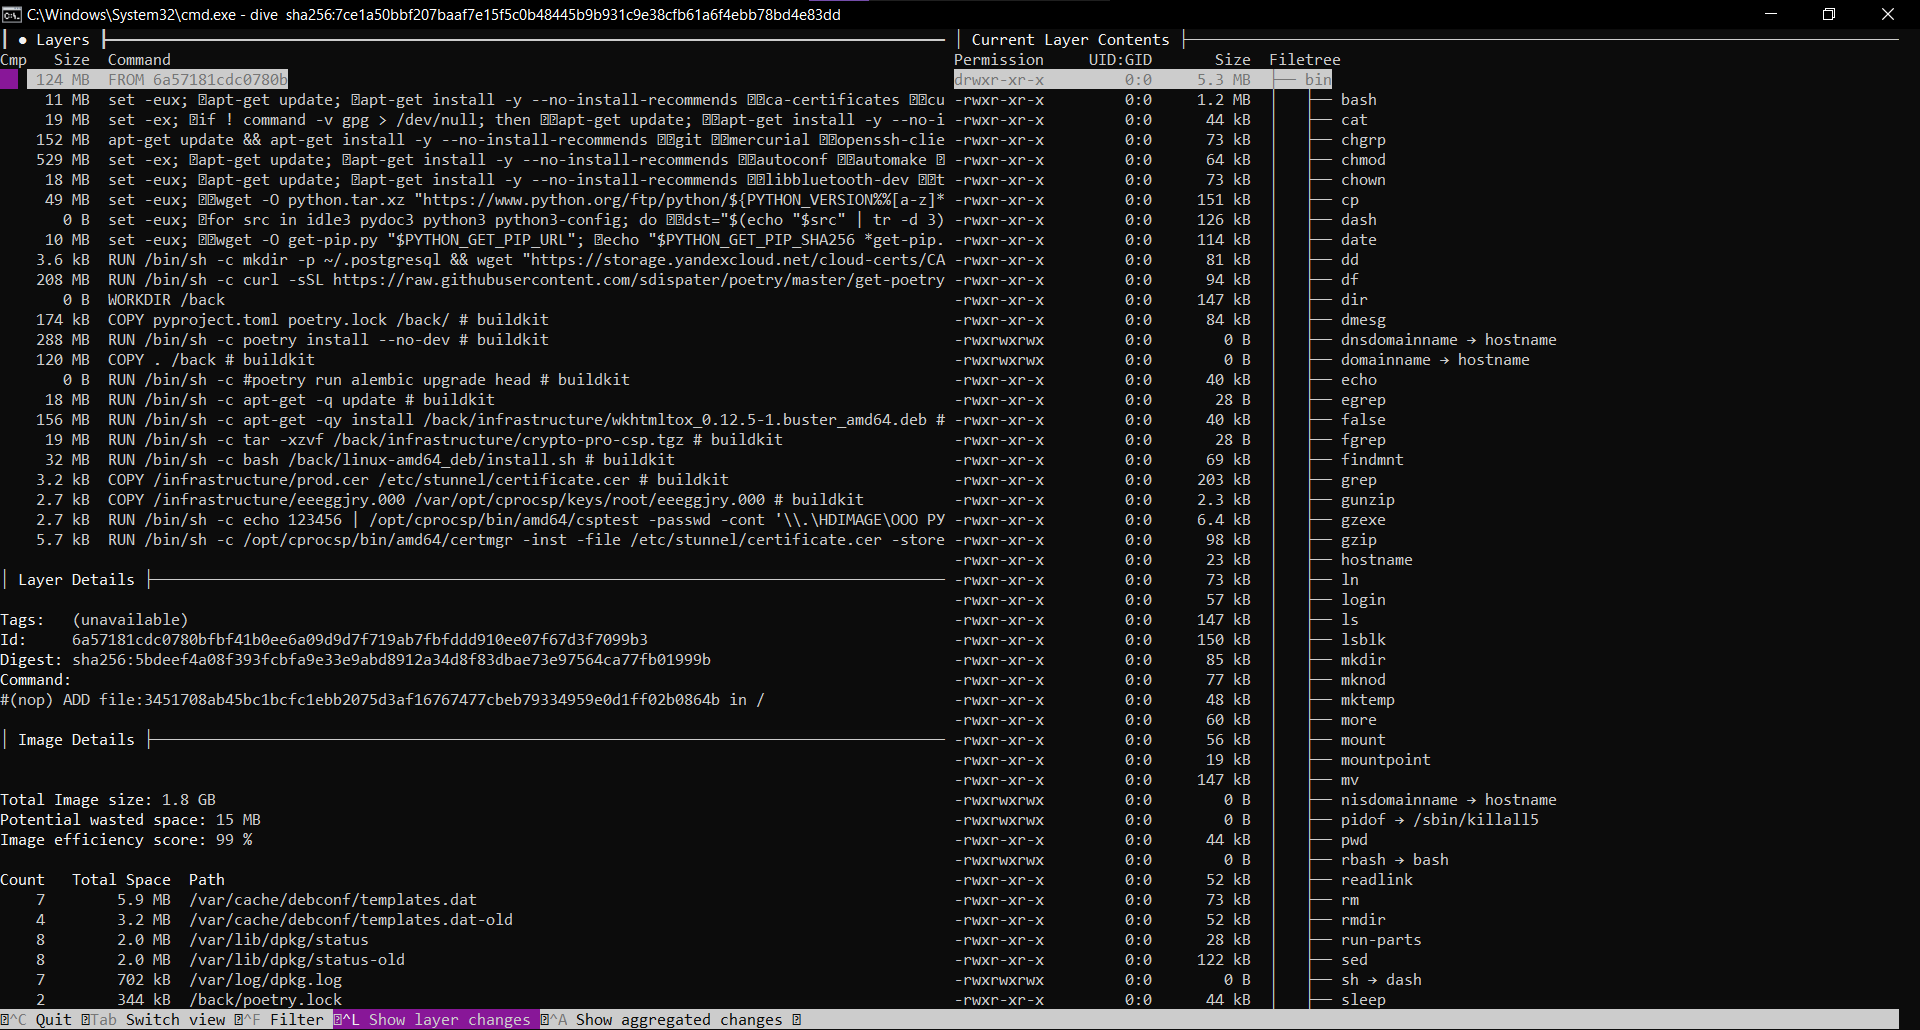 C:\Windows\System32\cmd.exe - dive sha256:7ce1a50bbf207baaf7e15f5c0b48445b9b931c9e38cfb61a6f4ebb78bd4e83dd
● Layers
Cmp Size Command
124 MB FROM 6a57181cdc0780b
11 MB set -eux; apt-get update; apt-get install -y --no-install-recommends ca-certificates cu
19 MB set -ex; if ! command -v gpg > /dev/null; then apt-get update; apt-get install -y --no-i
152 MB apt-get update && apt-get install -y --no-install-recommends git mercurial openssh-clie
529 MB set -ex; apt-get update; apt-get install -y --no-install-recommends autoconf automake
18 MB set -eux; apt-get update; apt-get install -y --no-install-recommends libbluetooth-dev t
49 MB set -eux; wget -O python.tar.xz "https://www.python.org/ftp/python/${PYTHON_VERSION%%[a-z]*
0 B set -eux; for src in idle3 pydoc3 python3 python3-config; do dst="$(echo "$src" | tr -d 3)
10 MB set -eux; wget -O get-pip.py "$PYTHON_GET_PIP_URL"; echo "$PYTHON_GET_PIP_SHA256 *get-pip.
3.6 kB RUN /bin/sh -c mkdir -p ~/.postgresql && wget "https://storage.yandexcloud.net/cloud-certs/CA
208 MB RUN /bin/sh -c curl -sSL https://raw.githubusercontent.com/sdispater/poetry/master/get-poetry
0 B WORKDIR /back
174 kB COPY pyproject.toml poetry.lock /back/ # buildkit
288 MB RUN /bin/sh -c poetry install --no-dev # buildkit
120 MB COPY . /back # buildkit
0 B RUN /bin/sh -c #poetry run alembic upgrade head # buildkit
18 MB RUN /bin/sh -c apt-get -q update # buildkit
156 MB RUN /bin/sh -c apt-get -qy install /back/infrastructure/wkhtmltox_0.12.5-1.buster_amd64.deb #
19 MB RUN /bin/sh -c tar -xzvf /back/infrastructure/crypto-pro-csp.tgz # buildkit
32 MB RUN /bin/sh -c bash /back/linux-amd64_deb/install.sh # buildkit
3.2 kB COPY /infrastructure/prod.cer /etc/stunnel/certificate.cer # buildkit
2.7 kB COPY /infrastructure/eeeggjry.000 /var/opt/cprocsp/keys/root/eeeggjry.000 # buildkit
2.7 kB RUN /bin/sh -c echo 123456 | /opt/cprocsp/bin/amd64/csptest -passwd -cont '\\.\HDIMAGE\ООО РУ
5.7 kB RUN /bin/sh -c /opt/cprocsp/bin/amd64/certmgr -inst -file /etc/stunnel/certificate.cer -store
Layer Details
Tags: (unavailable)
Id: 6a57181cdc0780bfbf41b0ee6a09d9d7f719ab7fbfddd910ee07f67d3f7099b3
Digest: sha256:5bdeef4a08f393fcbfa9e33e9abd8912a34d8f83dbae73e97564ca77fb01999b
Command:
#(nop) ADD file:3451708ab45bc1bcfc1ebb2075d3af16767477cbeb79334959e0d1ff02b0864b in /
Image Details
Total Image size: 1.8 GB
Potential wasted space: 15 MB
Image efficiency score: 99 %
Count Total Space Path
7 5.9 MB /var/cache/debconf/templates.dat
4 3.2 MB /var/cache/debconf/templates.dat-old
8 2.0 MB /var/lib/dpkg/status
8 2.0 MB /var/lib/dpkg/status-old
7 702 kB /var/log/dpkg.log
2 344 kB /back/poetry.lock
Current Layer Contents
Permission UID:GID Size Filetree
drwxr-xr-x 0:0 5.3 MB ├── bin
-rwxr-xr-x 0:0 1.2 MB │ ├── bash
-rwxr-xr-x 0:0 44 kB │ ├── cat
-rwxr-xr-x 0:0 73 kB │ ├── chgrp
-rwxr-xr-x 0:0 64 kB │ ├── chmod
-rwxr-xr-x 0:0 73 kB │ ├── chown
-rwxr-xr-x 0:0 151 kB │ ├── cp
-rwxr-xr-x 0:0 126 kB │ ├── dash
-rwxr-xr-x 0:0 114 kB │ ├── date
-rwxr-xr-x 0:0 81 kB │ ├── dd
-rwxr-xr-x 0:0 94 kB │ ├── df
-rwxr-xr-x 0:0 147 kB │ ├── dir
-rwxr-xr-x 0:0 84 kB │ ├── dmesg
-rwxrwxrwx 0:0 0 B │ ├── dnsdomainname → hostname
-rwxrwxrwx 0:0 0 B │ ├── domainname → hostname
-rwxr-xr-x 0:0 40 kB │ ├── echo
-rwxr-xr-x 0:0 28 B │ ├── egrep
-rwxr-xr-x 0:0 40 kB │ ├── false
-rwxr-xr-x 0:0 28 B │ ├── fgrep
-rwxr-xr-x 0:0 69 kB │ ├── findmnt
-rwxr-xr-x 0:0 203 kB │ ├── grep
-rwxr-xr-x 0:0 2.3 kB │ ├── gunzip
-rwxr-xr-x 0:0 6.4 kB │ ├── gzexe
-rwxr-xr-x 0:0 98 kB │ ├── gzip
-rwxr-xr-x 0:0 23 kB │ ├── hostname
-rwxr-xr-x 0:0 73 kB │ ├── ln
-rwxr-xr-x 0:0 57 kB │ ├── login
-rwxr-xr-x 0:0 147 kB │ ├── ls
-rwxr-xr-x 0:0 150 kB │ ├── lsblk
-rwxr-xr-x 0:0 85 kB │ ├── mkdir
-rwxr-xr-x 0:0 77 kB │ ├── mknod
-rwxr-xr-x 0:0 48 kB │ ├── mktemp
-rwxr-xr-x 0:0 60 kB │ ├── more
-rwxr-xr-x 0:0 56 kB │ ├── mount
-rwxr-xr-x 0:0 19 kB │ ├── mountpoint
-rwxr-xr-x 0:0 147 kB │ ├── mv
-rwxrwxrwx 0:0 0 B │ ├── nisdomainname → hostname
-rwxrwxrwx 0:0 0 B │ ├── pidof → /sbin/killall5
-rwxr-xr-x 0:0 44 kB │ ├── pwd
-rwxrwxrwx 0:0 0 B │ ├── rbash → bash
-rwxr-xr-x 0:0 52 kB │ ├── readlink
-rwxr-xr-x 0:0 73 kB │ ├── rm
-rwxr-xr-x 0:0 52 kB │ ├── rmdir
-rwxr-xr-x 0:0 28 kB │ ├── run-parts
-rwxr-xr-x 0:0 122 kB │ ├── sed
-rwxrwxrwx 0:0 0 B │ ├── sh → dash
-rwxr-xr-x 0:0 44 kB │ ├── sleep
^C Quit Tab Switch view ^F Filter ^L Show layer changes ^A Show aggregated changes